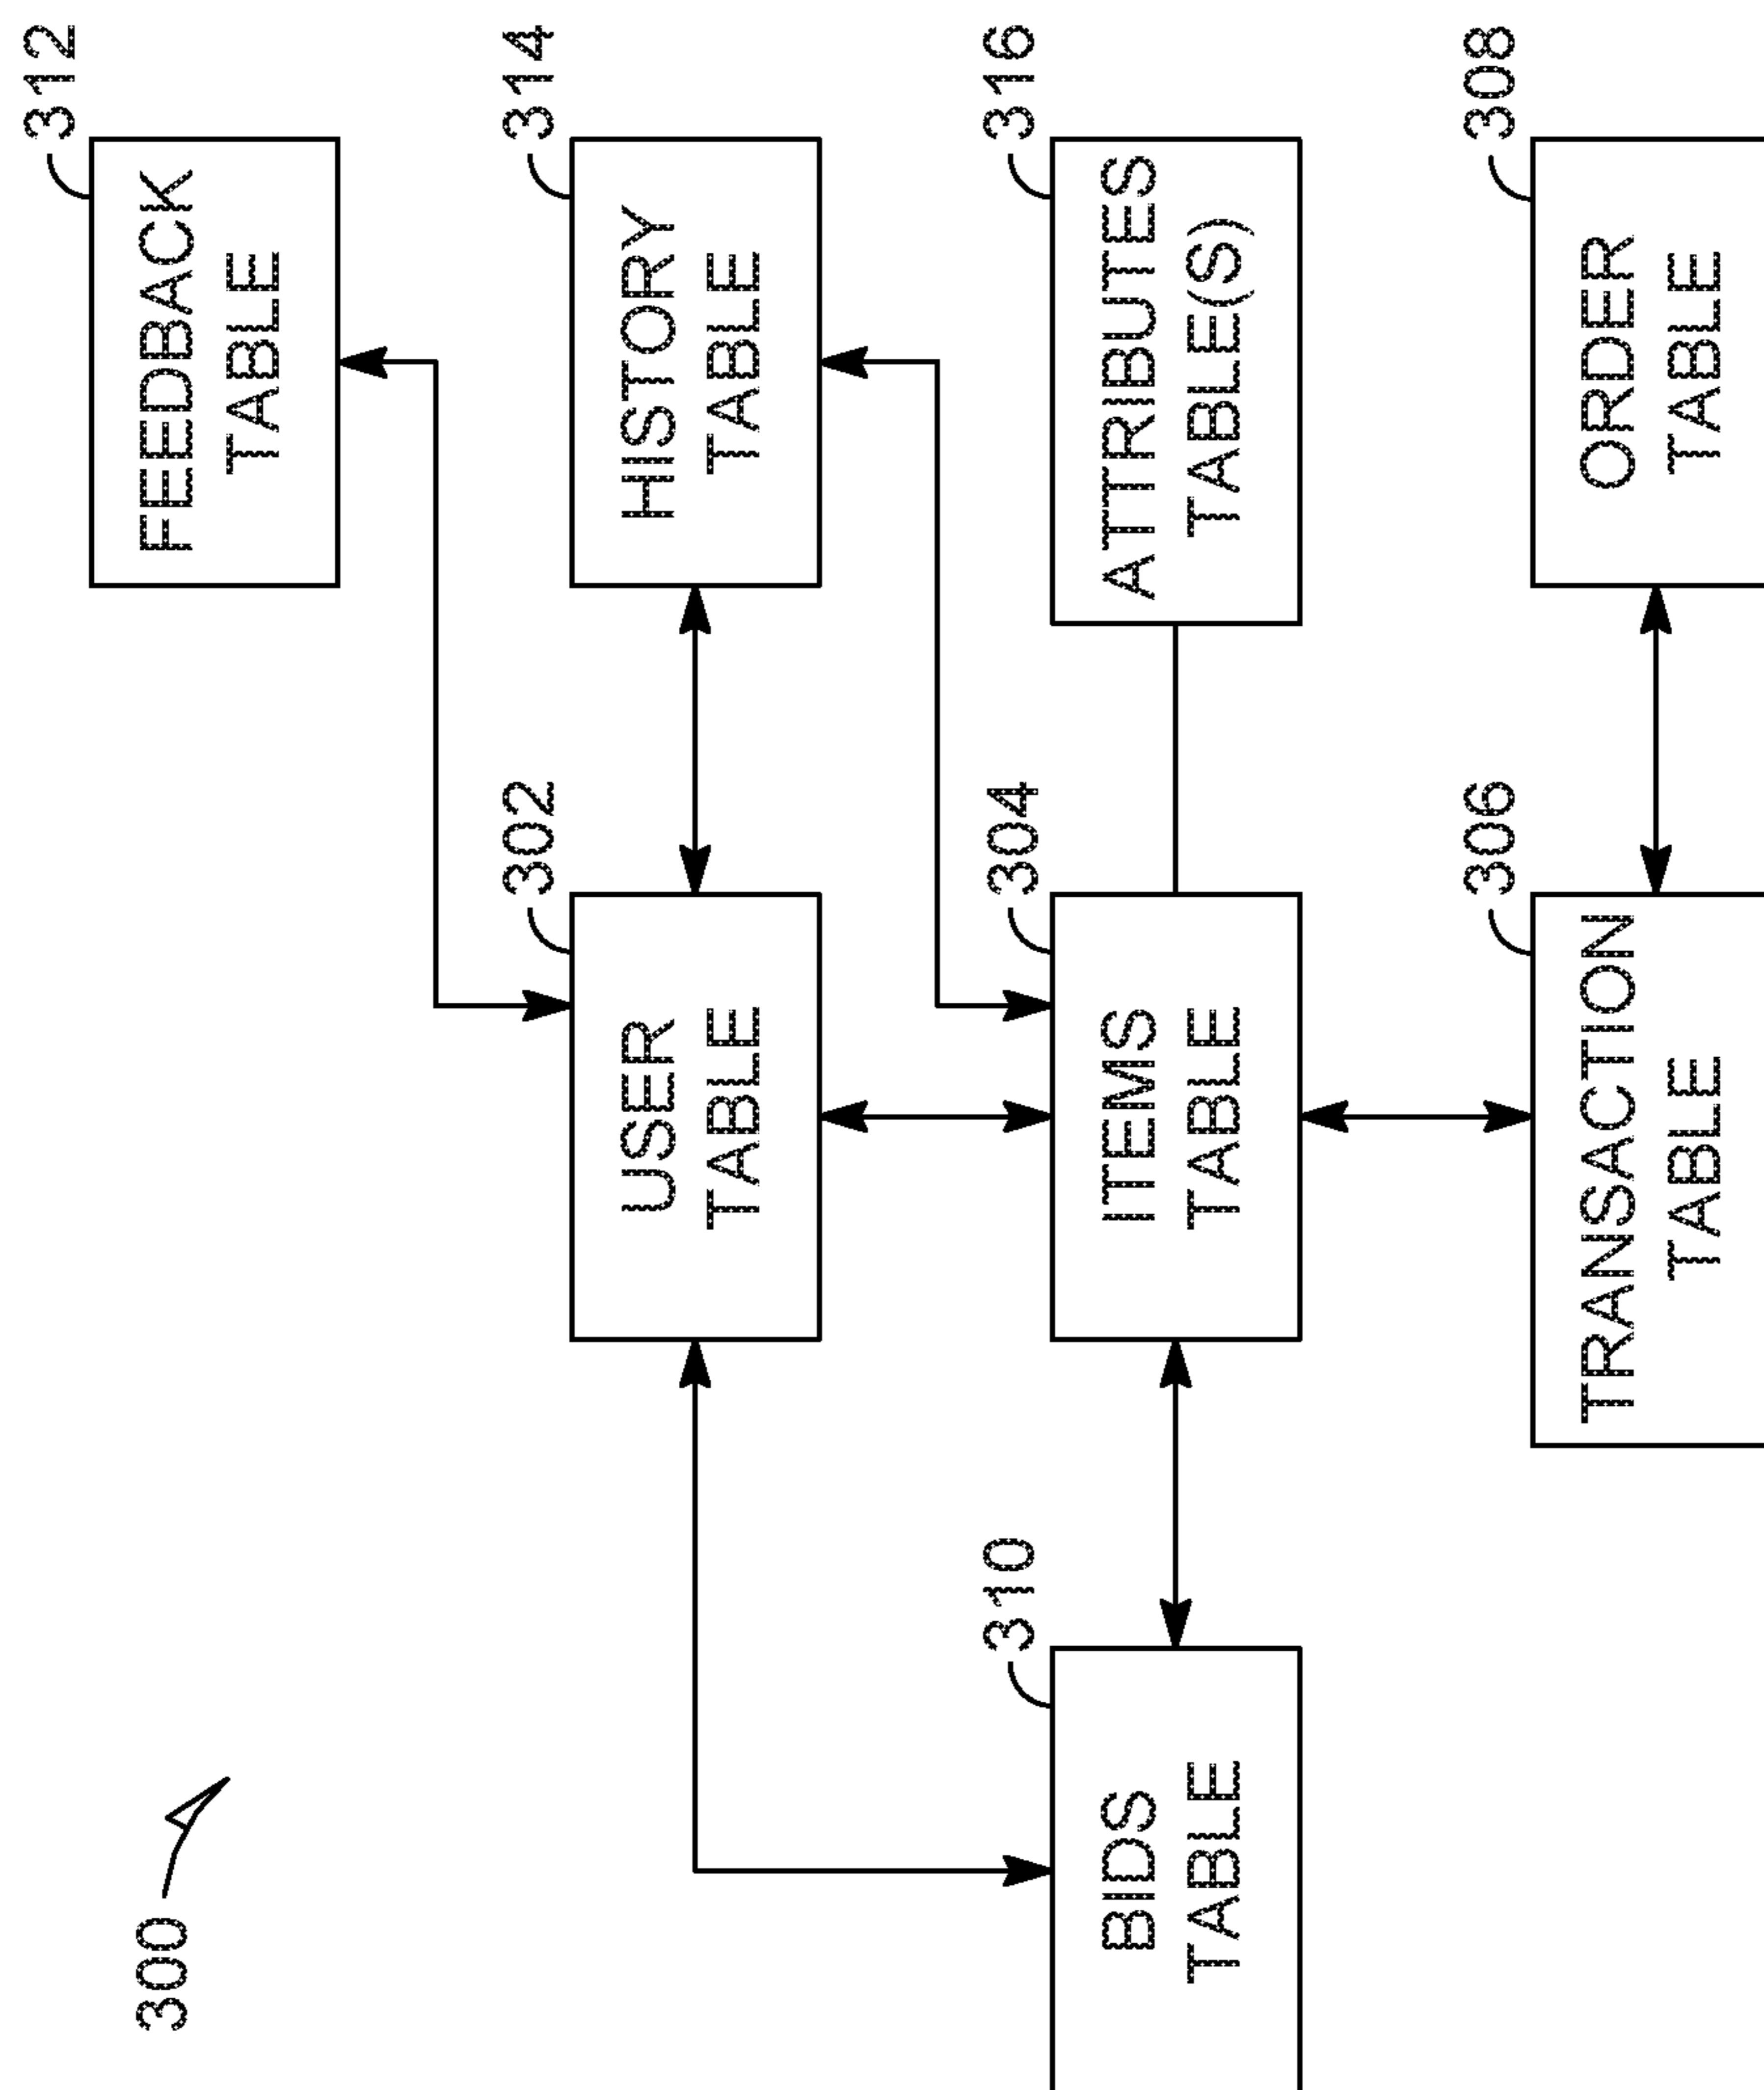 300
FEEDBACK
TABLE
312
USER
TABLE
302
HISTORY
TABLE
314
BIDS
TABLE
310
ITEMS
TABLE
304
ATTRIBUTES
TABLE(S)
316
TRANSACTION
TABLE
306
ORDER
TABLE
308